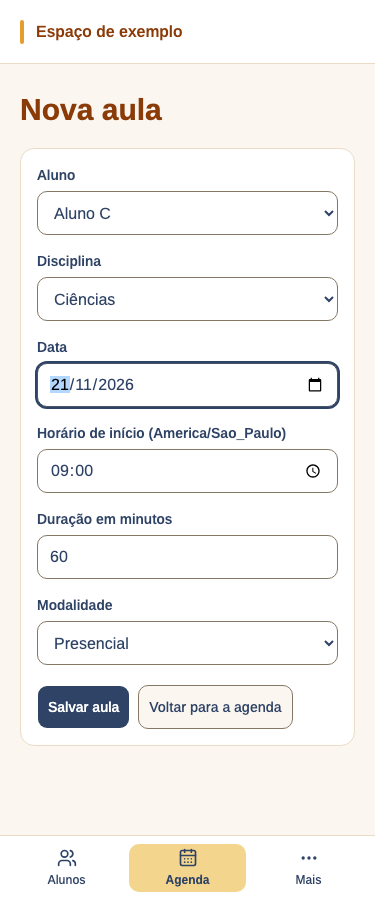 Espaço de exemplo
Nova aula
Aluno
Aluno C
Disciplina
Ciências
Data
21/11/2026
Horário de início (America/Sao_Paulo)
09:00
Duração em minutos
60
Modalidade
Presencial
Salvar aula Voltar para a agenda
Alunos Agenda Mais